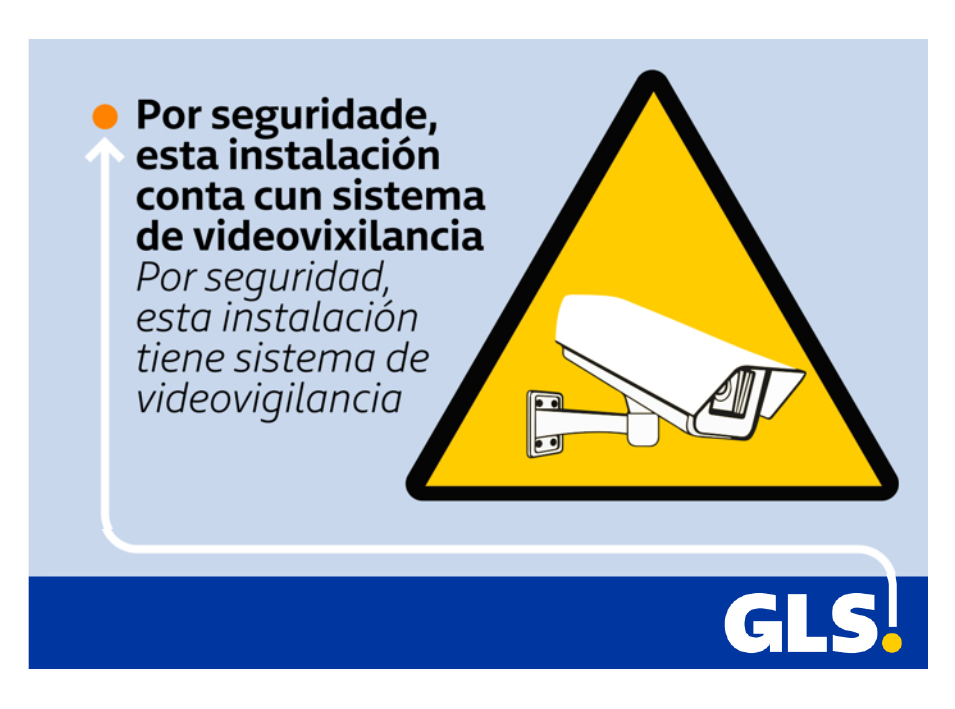 Por seguridade,
esta instalación
conta cun sistema
de videovixilancia
Por seguridad,
esta instalación
tiene sistema de
videovigilancia
GLS.